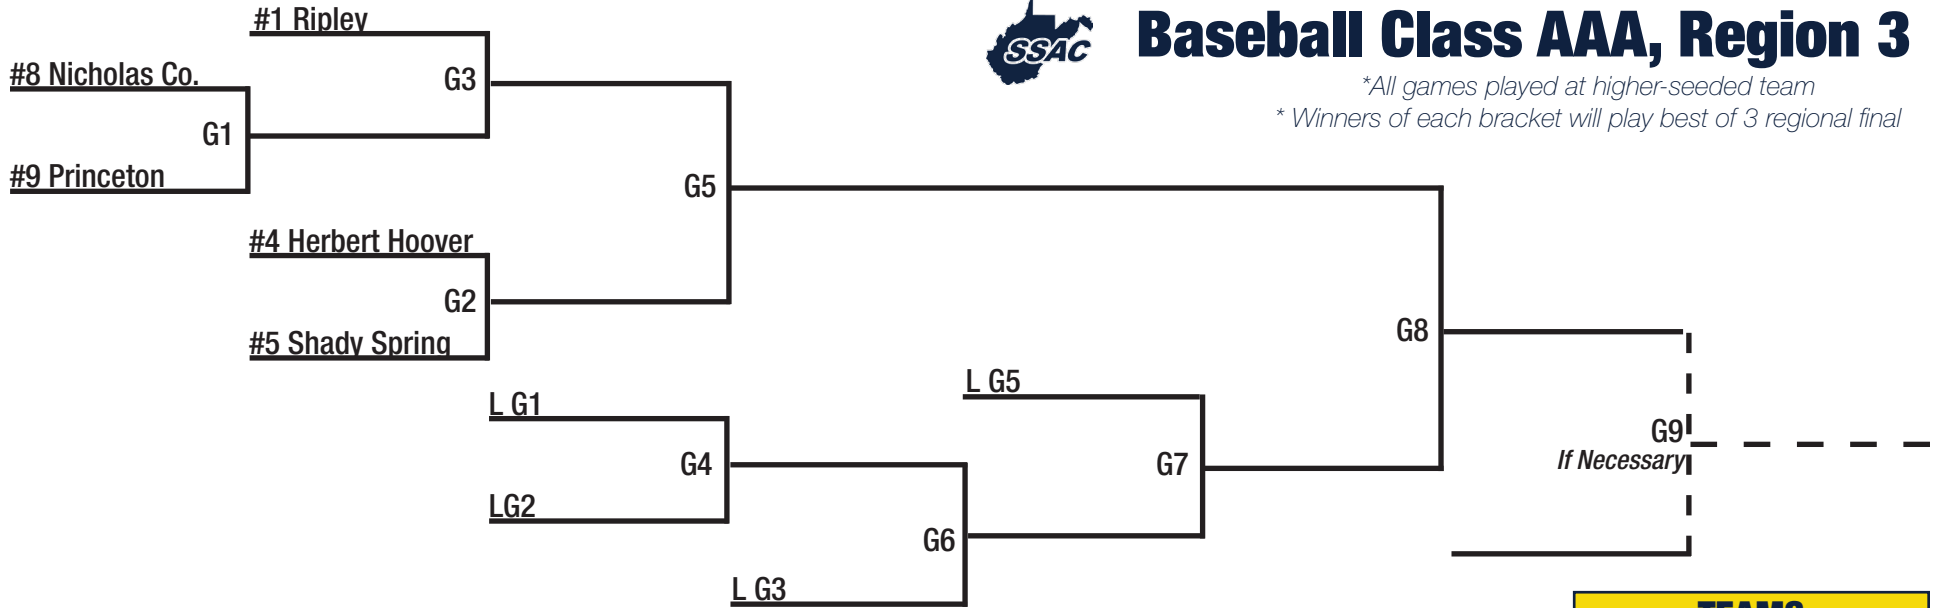 #1 Ripley
SSAC
Baseball Class AAA, Region 3
#8 Nicholas Co.
G3
*All games played at higher-seeded team
* Winners of each bracket will play best of 3 regional final
G1
#9 Princeton
G5
#4 Herbert Hoover
G2
#5 Shady Spring
G8
L G5
L G1
G9
If Necessary
G4
G7
LG2
G6
L G3
TEAMS